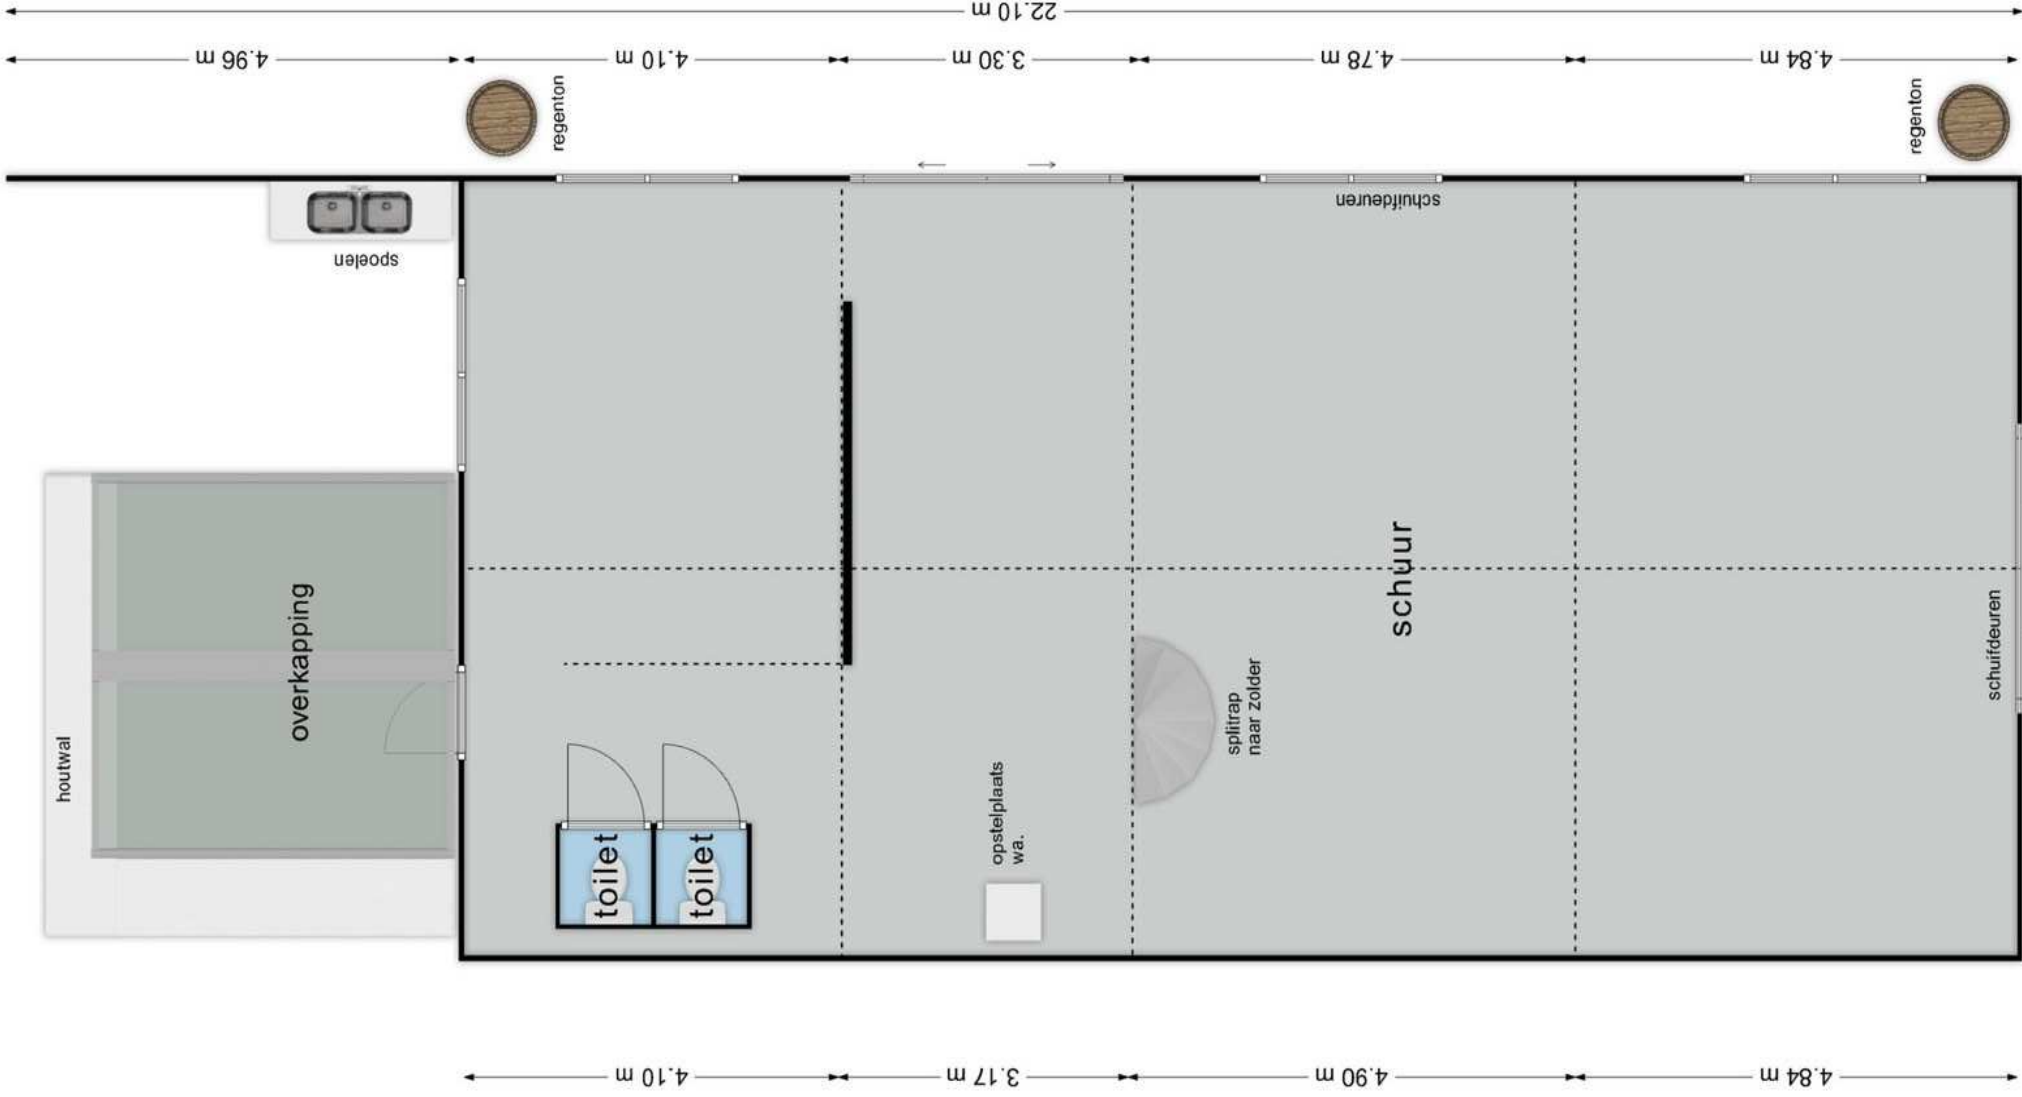 22.10 m
4.96 m
4.10 m
3.30 m
4.78 m
4.84 m
regenton
regenton
schuifdeuren
spoelen
overkapping
houtwal
schuur
splitrap
naar zolder
schuifdeuren
opstelplaats
wa.
toilet
toilet
4.10 m
3.17 m
4.90 m
4.84 m